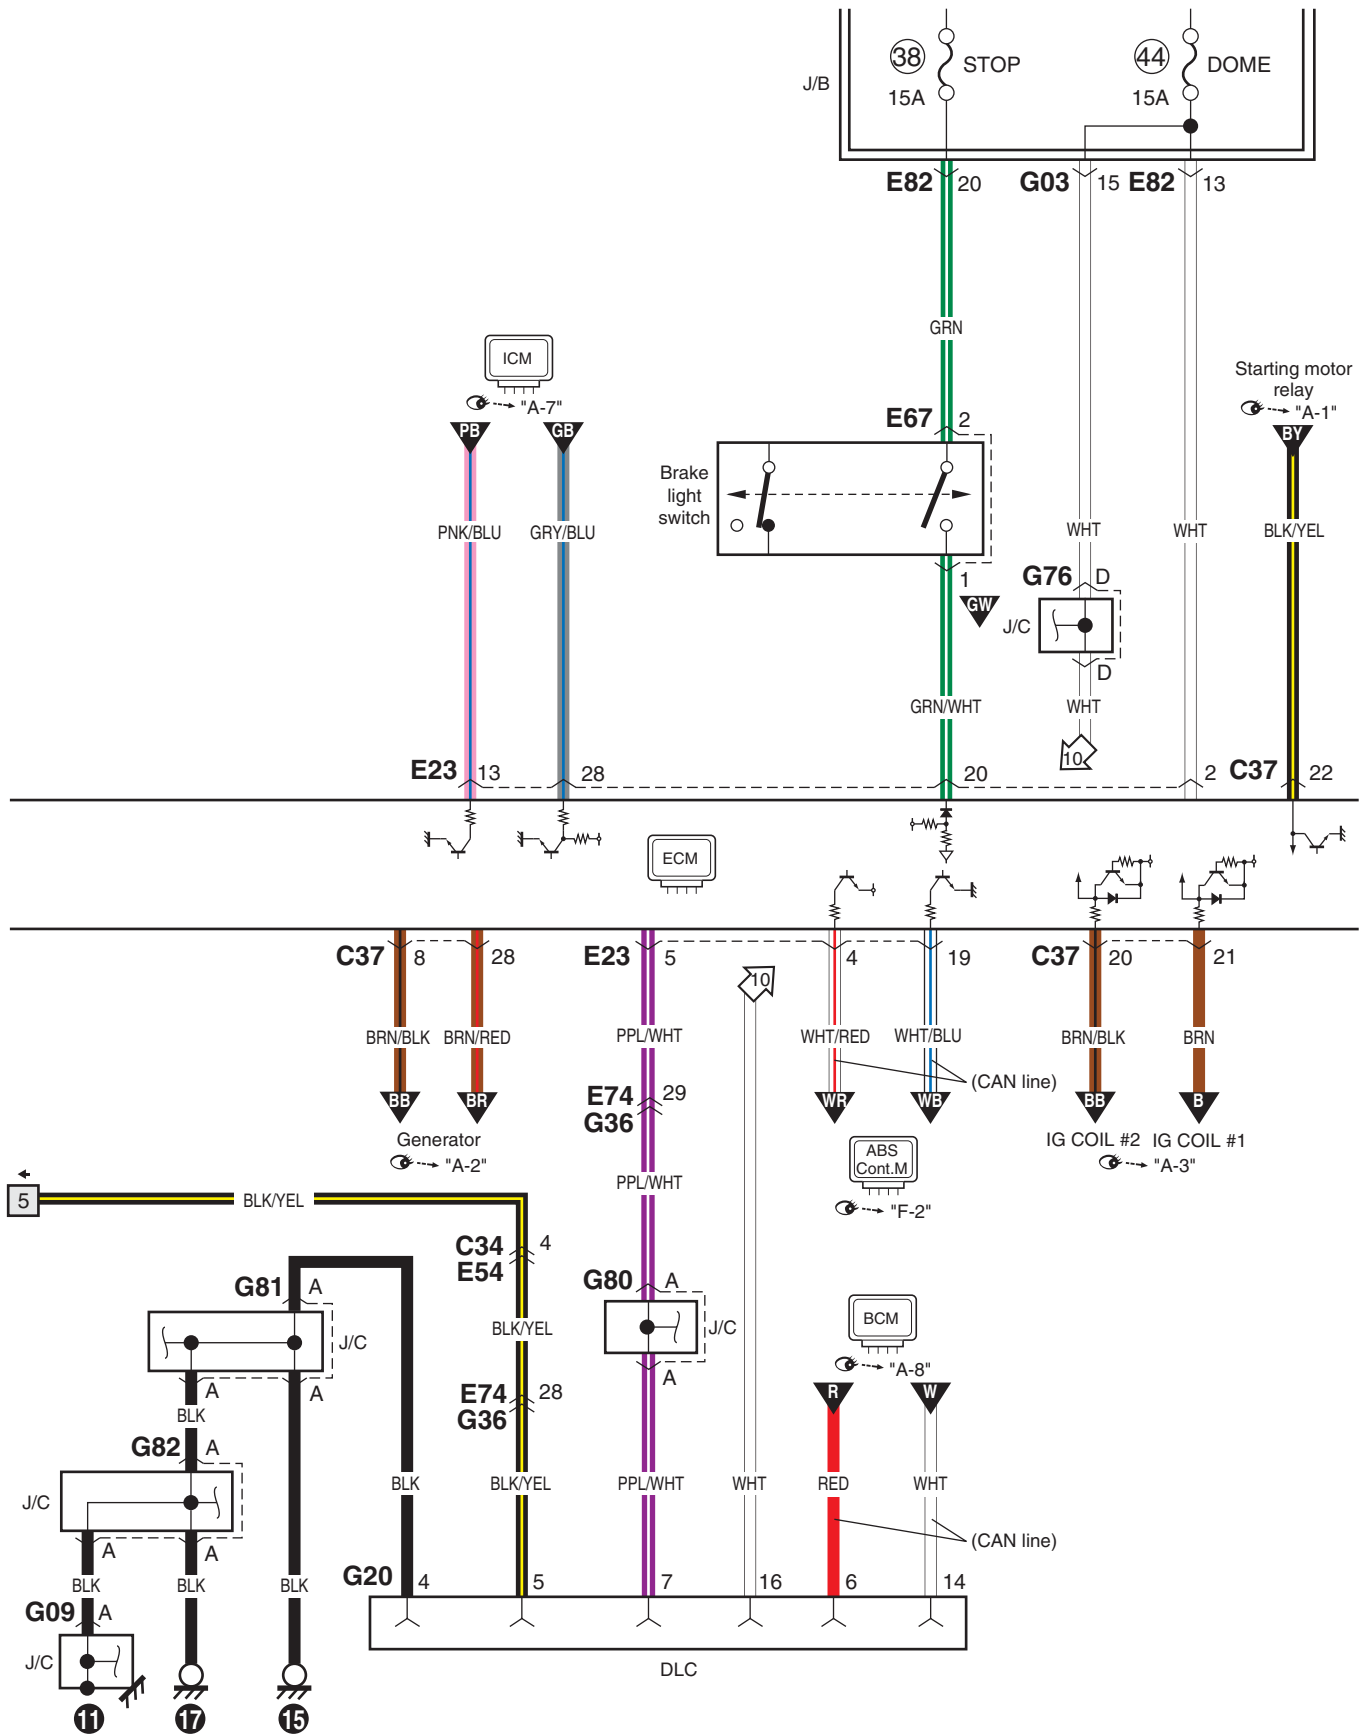 38 STOP 44 DOME
J/B
15A 15A
E82 20 G03 15 E82 13
GRN
ICM
"A-7"
PB GB
Starting motor
relay
"A-1"
BY
E67 2
Brake
light
switch
PNK/BLU GRY/BLU WHT WHT BLK/YEL
1
G76 D
GW
J/C
D
GRN/WHT WHT
10
E23 13 28 20 2 C37 22
ECM
C37 8 28 E23 5 4 19 C37 20 21
10
BRN/BLK BRN/RED PPL/WHT WHT/RED WHT/BLU BRN/BLK BRN
(CAN line)
E74 29
G36
BB BR WR WB BB B
Generator
"A-2"
IG COIL #2 IG COIL #1
"A-3"
ABS
Cont.M
"F-2"
PPL/WHT
5 BLK/YEL
C34 4
E54
G81 A G80 A
BCM
J/C BLK/YEL J/C
"A-8"
A A A
R W
BLK
E74 28
G36
G82 A
J/C
BLK BLK/YEL PPL/WHT WHT RED WHT
(CAN line)
A A
BLK BLK BLK
G20 4 5 7 16 6 14
G09 A
J/C
DLC
11 17 15